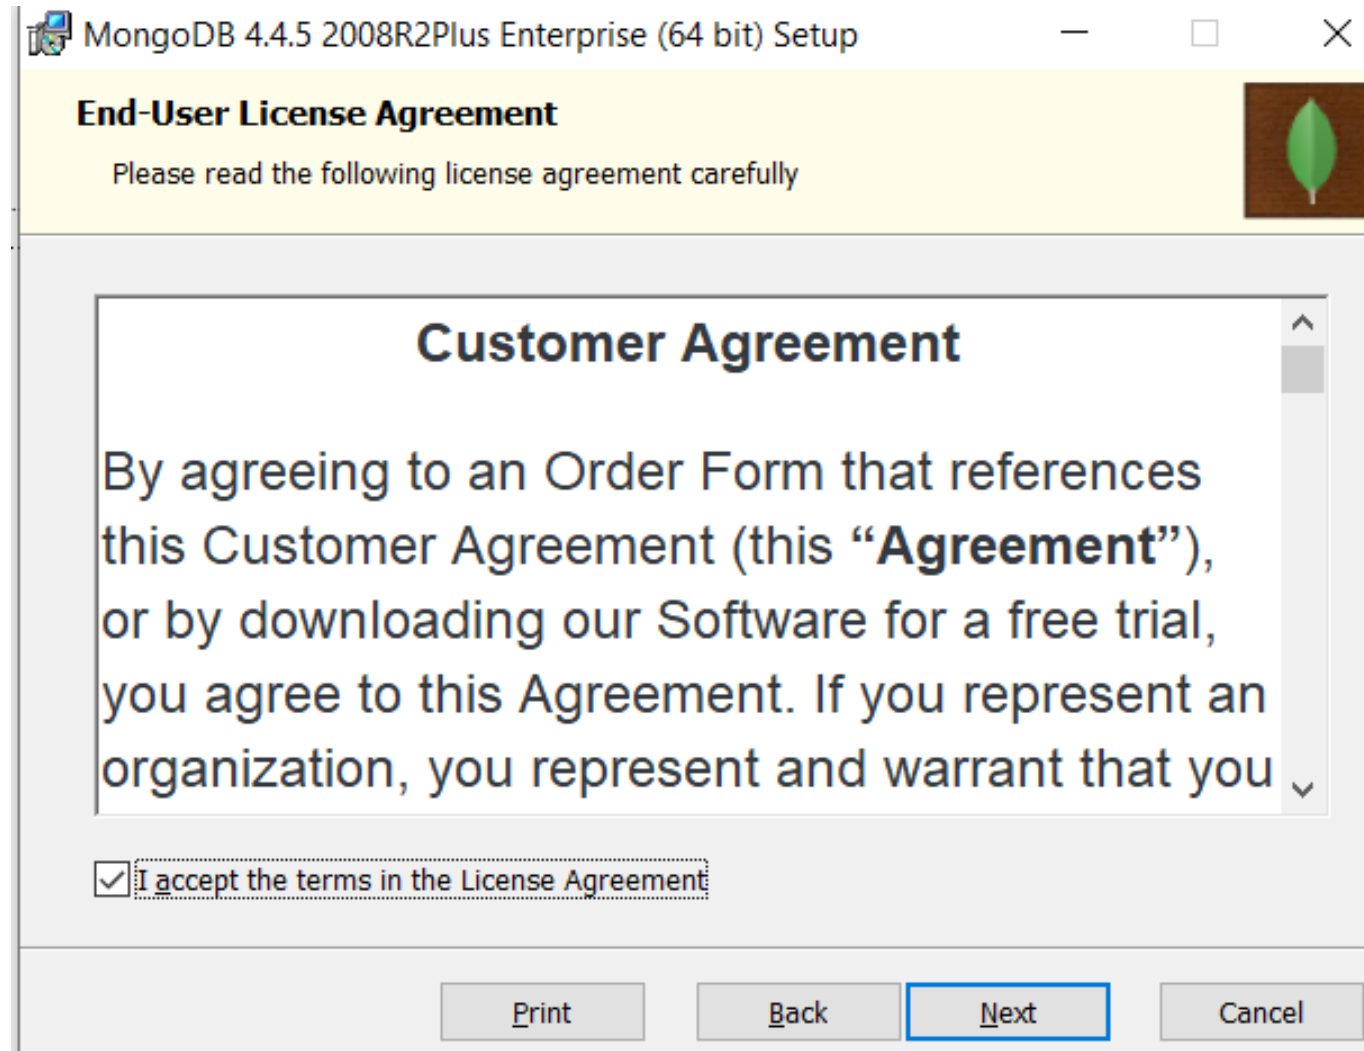 MongoDB 4.4.5 2008R2Plus Enterprise (64 bit) Setup
End-User License Agreement
Please read the following license agreement carefully
Customer Agreement
By agreeing to an Order Form that references
this Customer Agreement (this “Agreement”),
or by downloading our Software for a free trial,
you agree to this Agreement. If you represent an
organization, you represent and warrant that you
I accept the terms in the License Agreement
Print Back Next Cancel